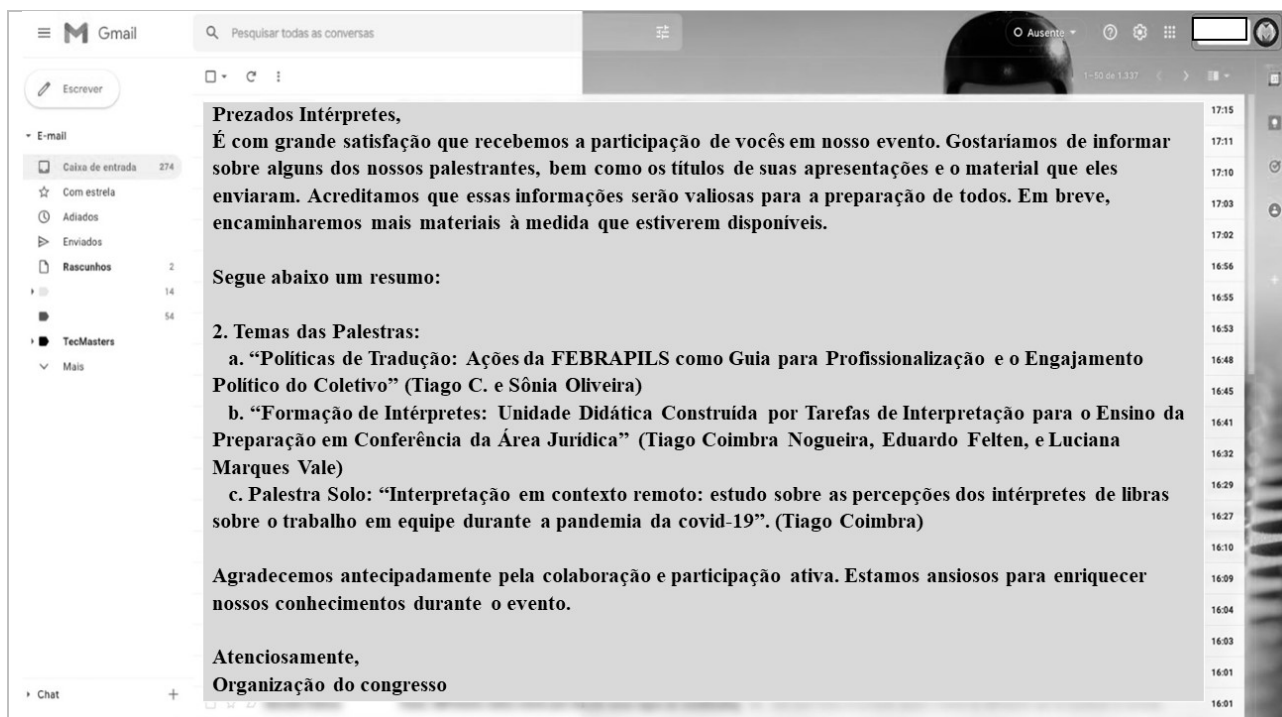 Gmail
Pesquisar todas as conversas
Ausente
Escrever
1–50 de 1.337
E-mail
Caixa de entrada 274
Com estrela
Adiados
Enviados
Rascunhos 2
14
54
TecMasters
Mais
Prezados Intérpretes,
É com grande satisfação que recebemos a participação de vocês em nosso evento. Gostaríamos de informar
sobre alguns dos nossos palestrantes, bem como os títulos de suas apresentações e o material que eles
enviaram. Acreditamos que essas informações serão valiosas para a preparação de todos. Em breve,
encaminharemos mais materiais à medida que estiverem disponíveis.
Segue abaixo um resumo:
2. Temas das Palestras:
a. “Políticas de Tradução: Ações da FEBRAPILS como Guia para Profissionalização e o Engajamento
Político do Coletivo” (Tiago C. e Sônia Oliveira)
b. “Formação de Intérpretes: Unidade Didática Construída por Tarefas de Interpretação para o Ensino da
Preparação em Conferência da Área Jurídica” (Tiago Coimbra Nogueira, Eduardo Felten, e Luciana
Marques Vale)
c. Palestra Solo: “Interpretação em contexto remoto: estudo sobre as percepções dos intérpretes de libras
sobre o trabalho em equipe durante a pandemia da covid-19”. (Tiago Coimbra)
Agradecemos antecipadamente pela colaboração e participação ativa. Estamos ansiosos para enriquecer
nossos conhecimentos durante o evento.
Atenciosamente,
Organização do congresso
17:15
17:11
17:10
17:03
17:02
16:56
16:55
16:53
16:48
16:45
16:41
16:32
16:29
16:27
16:10
16:09
16:04
16:03
16:01
16:01
Chat